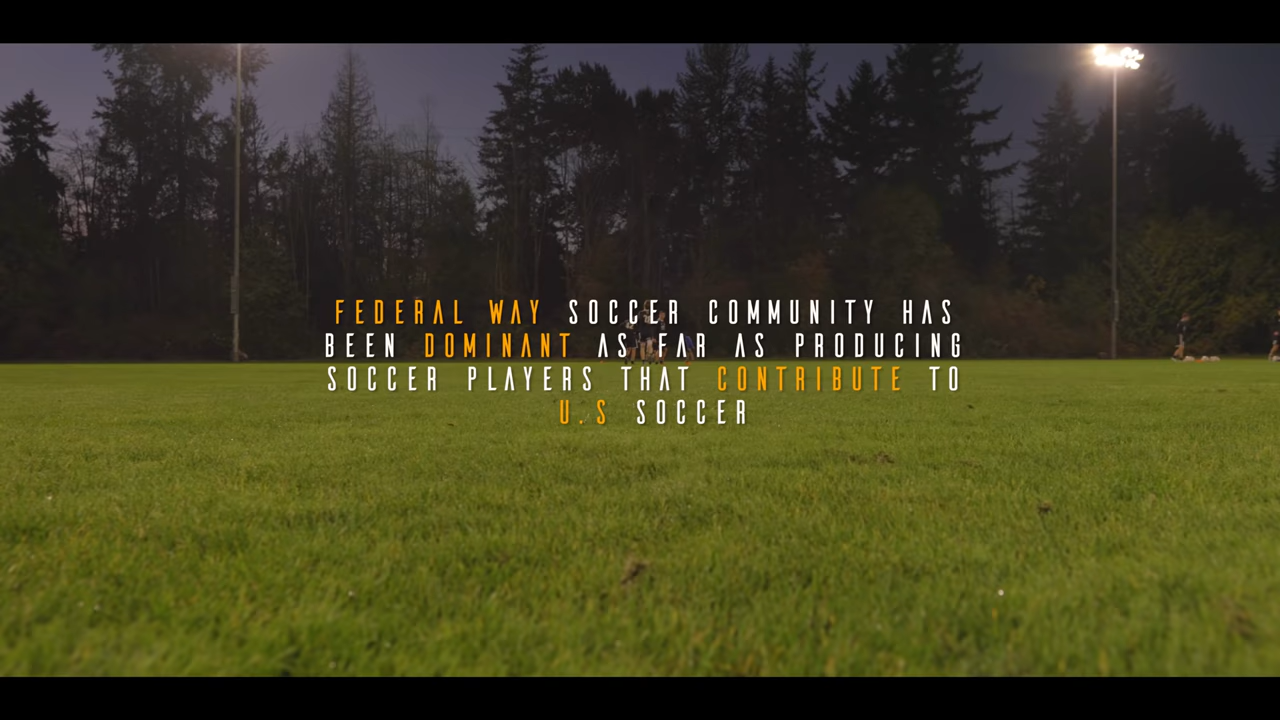 FEDERAL WAY SOCCER COMMUNITY HAS
BEEN DOMINANT AS FAR AS PRODUCING
SOCCER PLAYERS THAT CONTRIBUTE TO
U.S SOCCER